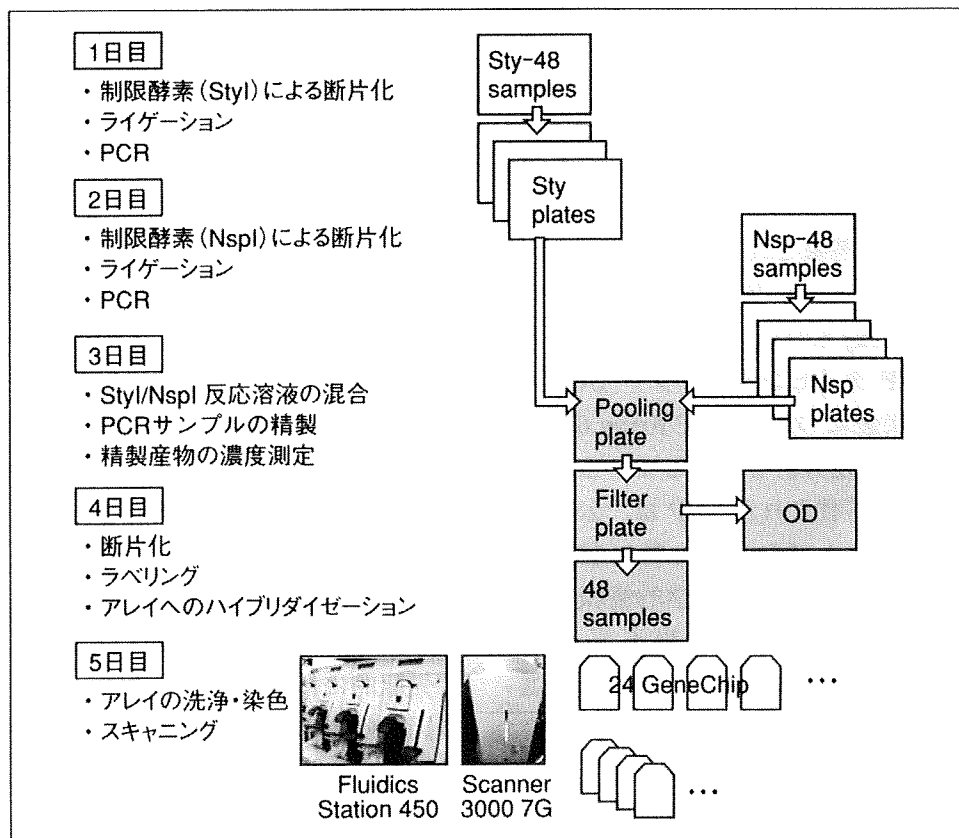 1日目
・制限酵素(StyI)による断片化
・ライゲーション
・PCR
2日目
・制限酵素(NspI)による断片化
・ライゲーション
・PCR
3日目
・StyI/NspI 反応溶液の混合
・PCRサンプルの精製
・精製産物の濃度測定
4日目
・断片化
・ラベリング
・アレイへのハイブリダイゼーション
5日目
・アレイの洗浄・染色
・スキャニング
Sty-48
samples
Sty
plates
Nsp-48
samples
Nsp
plates
Pooling
plate
Filter
plate
OD
48
samples
24 GeneChip
…
…
Fluidics
Station 450
Scanner
3000 7G